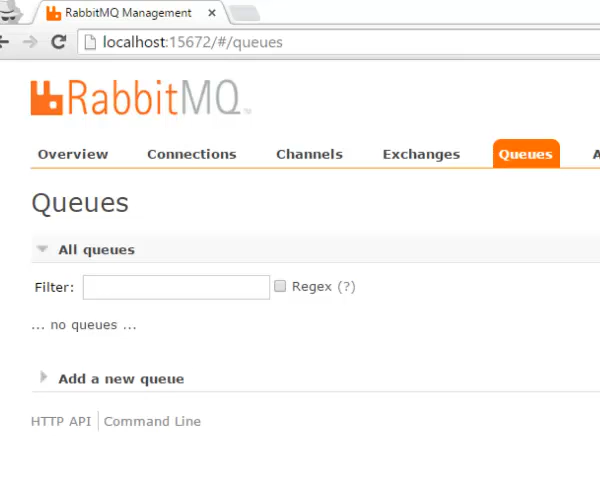 RabbitMQ Management
localhost:15672/#/queues
RabbitMQ
Overview Connections Channels Exchanges Queues A
Queues
All queues
Filter: Regex (?)
... no queues ...
Add a new queue
HTTP API Command Line